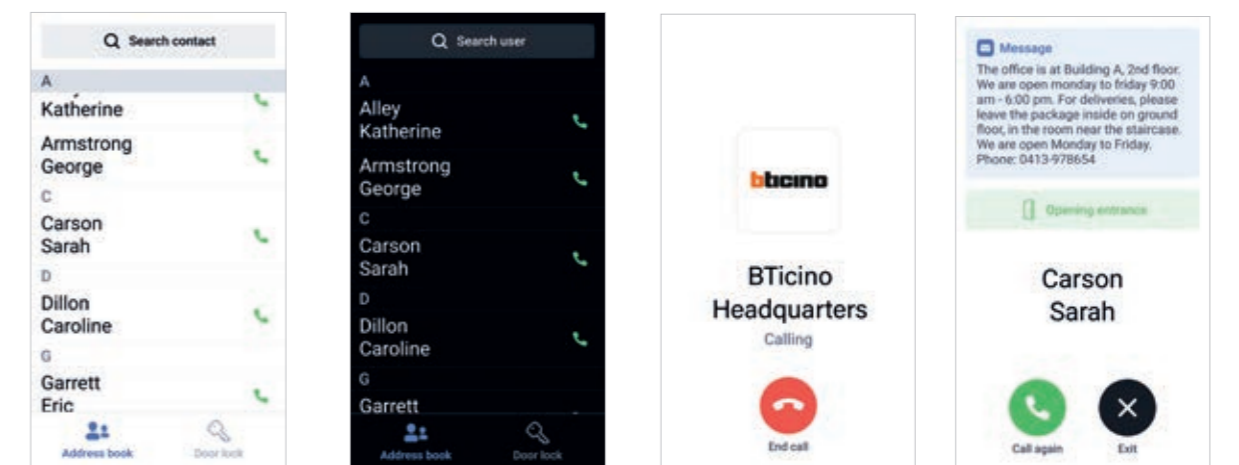 Search contact
A
Katherine
Armstrong
George
C
Carson
Sarah
D
Dillon
Caroline
G
Garrett
Eric
Address book
Door lock
Search user
A
Alley
Katherine
Armstrong
George
C
Carson
Sarah
D
Dillon
Caroline
G
Garrett
Address book
Door lock
bticino
BTicino
Headquarters
Calling
End call
Message
The office is at Building A, 2nd floor.
We are open monday to friday 9:00
am - 6:00 pm. For deliveries, please
leave the package inside on ground
floor, in the room near the staircase.
We are open Monday to Friday.
Phone: 0413-978654
Opening entrance
Carson
Sarah
Call again
Exit